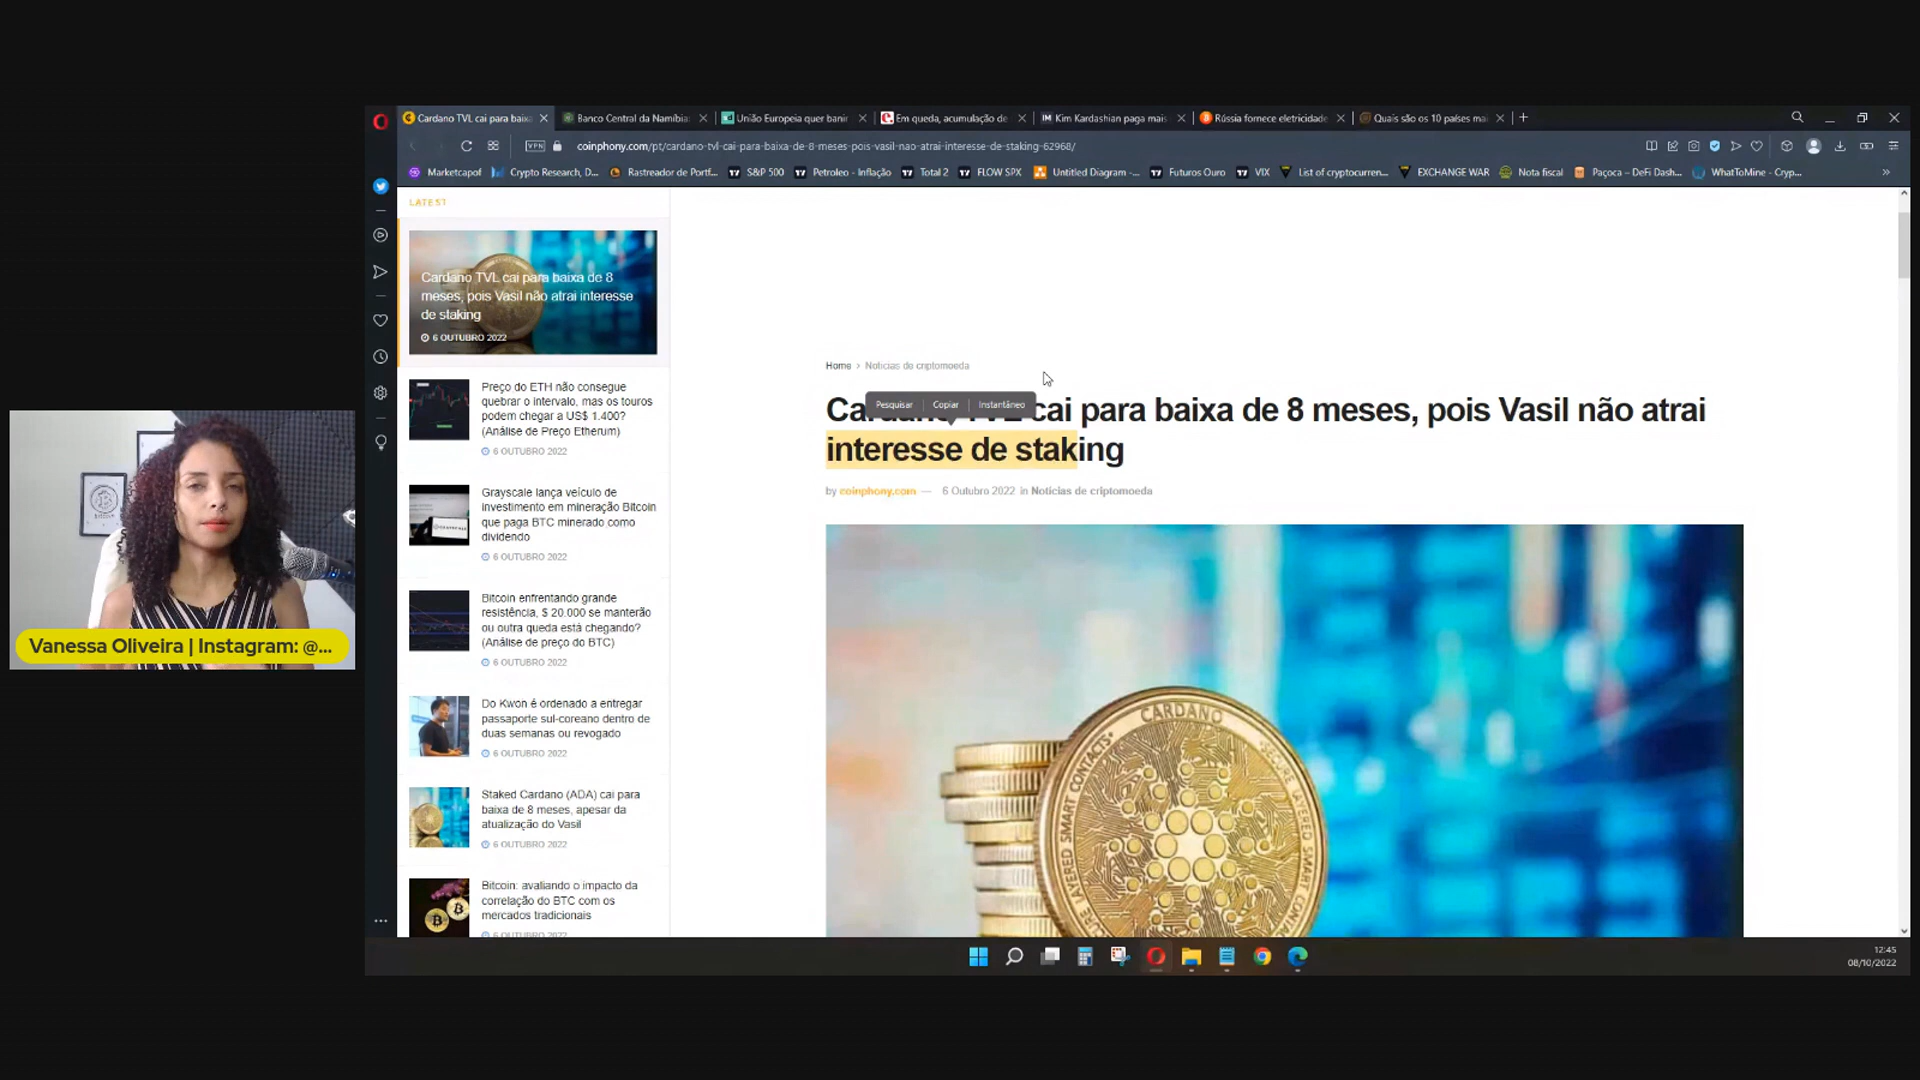 Cardano TVL cai para baixa
Banco Central da Namíbia:
União Europeia quer banir
Em queda, acumulação de
Kim Kardashian paga mais
Rússia fornece eletricidade
Quais são os 10 países mai
VPN
coinphony.com/pt/cardano-tvl-cai-para-baixa-de-8-meses-pois-vasil-nao-atrai-interesse-de-staking-62968/
Marketcapof
Crypto Research, D...
Rastreador de Portf...
S&P 500
Petroleo - Inflação
Total 2
FLOW SPX
Untitled Diagram -...
Futuros Ouro
VIX
List of cryptocurren...
EXCHANGE WAR
Nota fiscal
Paçoca – DeFi Dash...
WhatToMine - Cryp...
LATEST
Cardano TVL cai para baixa de 8
meses, pois Vasil não atrai interesse
de staking
6 OUTUBRO 2022
Preço do ETH não consegue
quebrar o intervalo, mas os touros
podem chegar a US$ 1.400?
(Análise de Preço Etherum)
6 OUTUBRO 2022
Grayscale lança veículo de
investimento em mineração Bitcoin
que paga BTC minerado como
dividendo
6 OUTUBRO 2022
Bitcoin enfrentando grande
resistência, $ 20.000 se manterão
ou outra queda está chegando?
(Análise de preço do BTC)
6 OUTUBRO 2022
Do Kwon é ordenado a entregar
passaporte sul-coreano dentro de
duas semanas ou revogado
6 OUTUBRO 2022
Staked Cardano (ADA) cai para
baixa de 8 meses, apesar da
atualização do Vasil
6 OUTUBRO 2022
Bitcoin: avaliando o impacto da
correlação do BTC com os
mercados tradicionais
6 OUTUBRO 2022
Home > Notícias de criptomoeda
Pesquisar Copiar Instantâneo
cai para baixa de 8 meses, pois Vasil não atrai
interesse de staking
by coinphony.com — 6 Outubro 2022 in Notícias de criptomoeda
CARDANO
Vanessa Oliveira | Instagram: @...
12:45
08/10/2022